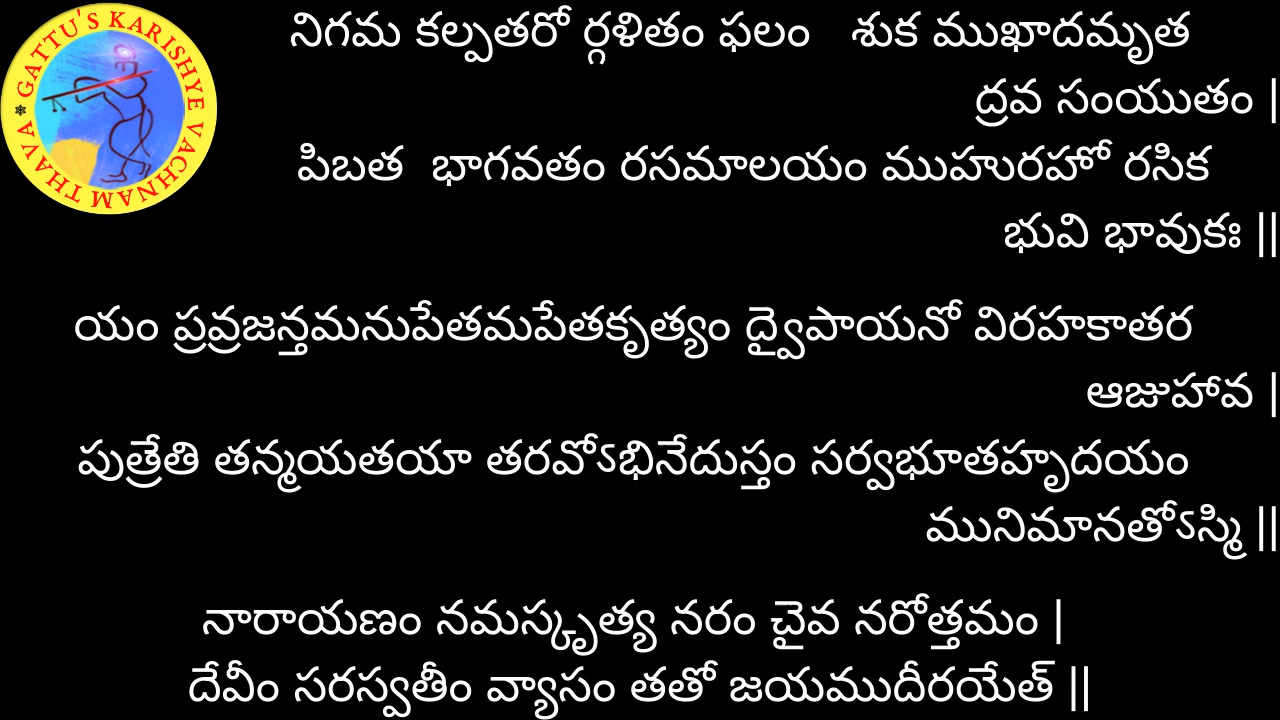 GATTU'S KARISHYE VACHNAM THAVA
నిగమ కల్పతరో ర్గళితం ఫలం   శుక ముఖాదమృత
ద్రవ సంయుతం |
పిబత  భాగవతం రసమాలయం ముహురహో రసిక
భువి భావుకః ||
యం ప్రవ్రజన్తమనుపేతమపేతకృత్యం ద్వైపాయనో విరహకాతర
ఆజుహావ |
పుత్రేతి తన్మయతయా తరవోఽభినేదుస్తం సర్వభూతహృదయం
మునిమానతోఽస్మి ||
నారాయణం నమస్కృత్య నరం చైవ నరోత్తమం |
దేవీం సరస్వతీం వ్యాసం తతో జయముదీరయేత్ ||